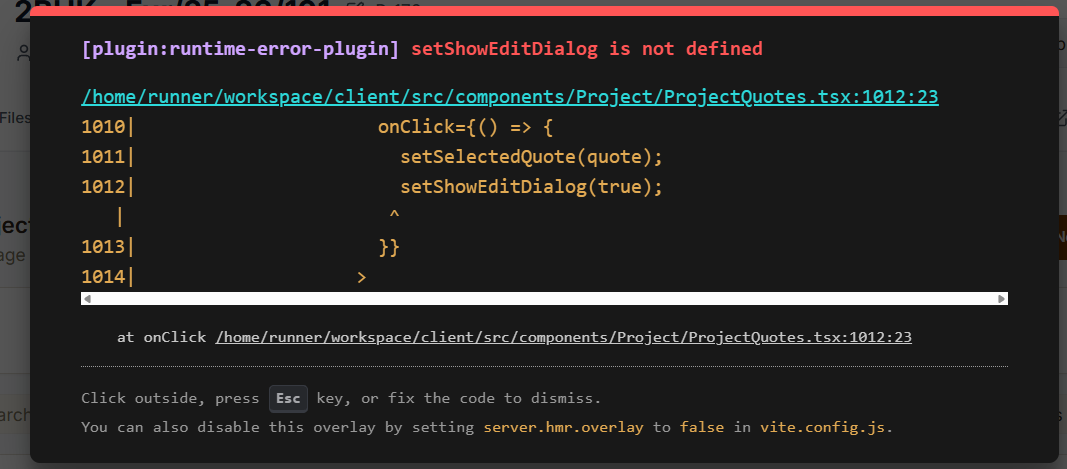 [plugin:runtime-error-plugin] setShowEditDialog is not defined
/home/runner/workspace/client/src/components/Project/ProjectQuotes.tsx:1012:23
Files
1010| onClick={() => {
1011| setSelectedQuote(quote);
1012| setShowEditDialog(true);
| ^
1013| }}
1014| >
at onClick /home/runner/workspace/client/src/components/Project/ProjectQuotes.tsx:1012:23
Click outside, press Esc key, or fix the code to dismiss.
You can also disable this overlay by setting server.hmr.overlay to false in vite.config.js.